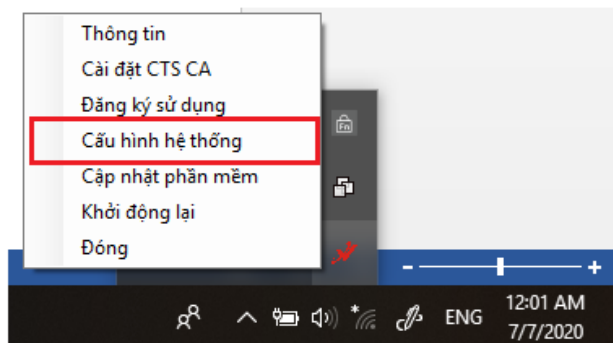 Thông tin
Cài đặt CTS CA
Đăng ký sử dụng
Cấu hình hệ thống
Cập nhật phần mềm
Khởi động lại
Đóng
Fn
ENG
12:01 AM
7/7/2020